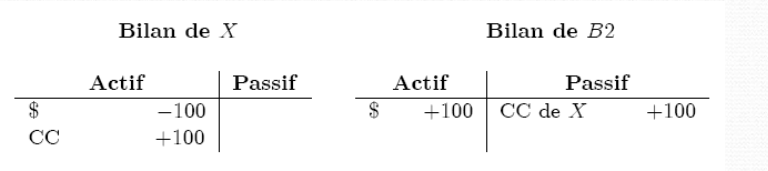 Bilan de X Bilan de B2
Actif Passif Actif Passif
$ −100 $ +100 CC de X +100
CC +100